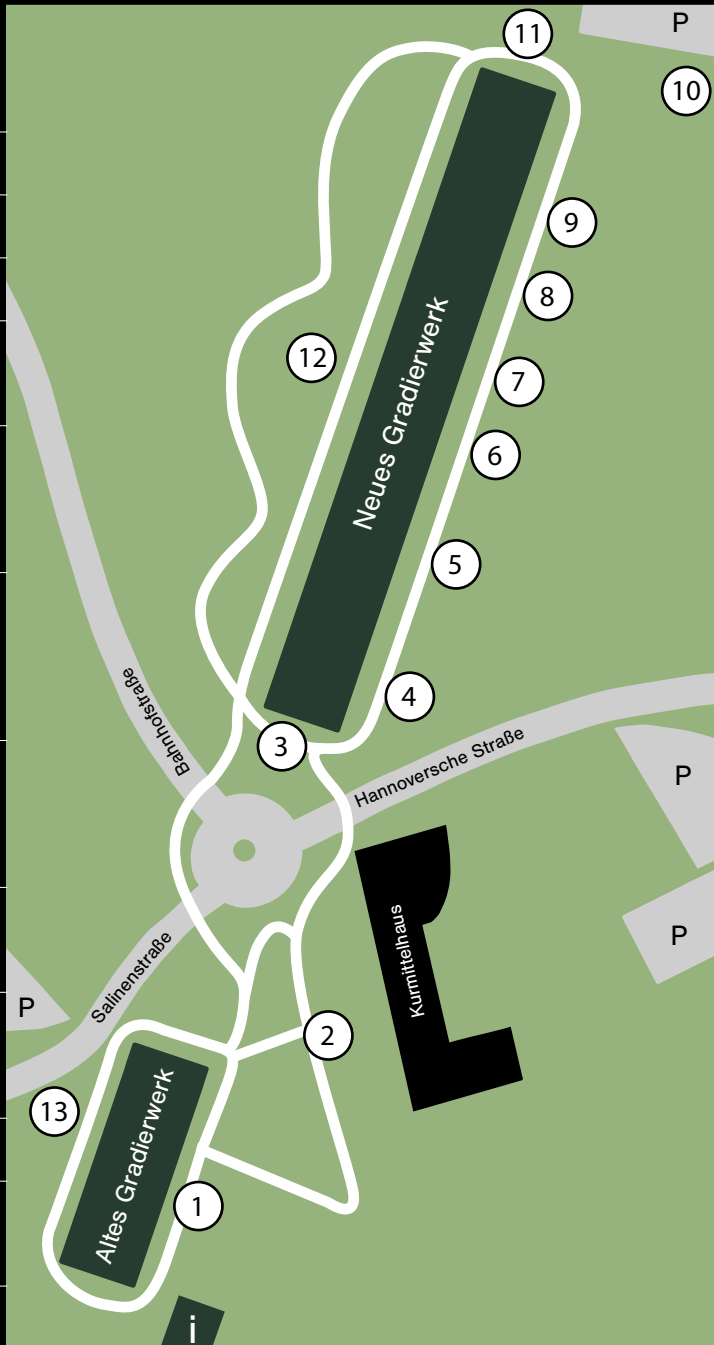 P
11
10
9
8
12
7
Neues Gradierwerk
6
5
4
Bahnhofstraße
3
Hannoversche Straße
P
P
Kurmittelhaus
Salinenstraße
P
2
13
Altes Gradierwerk
1
i